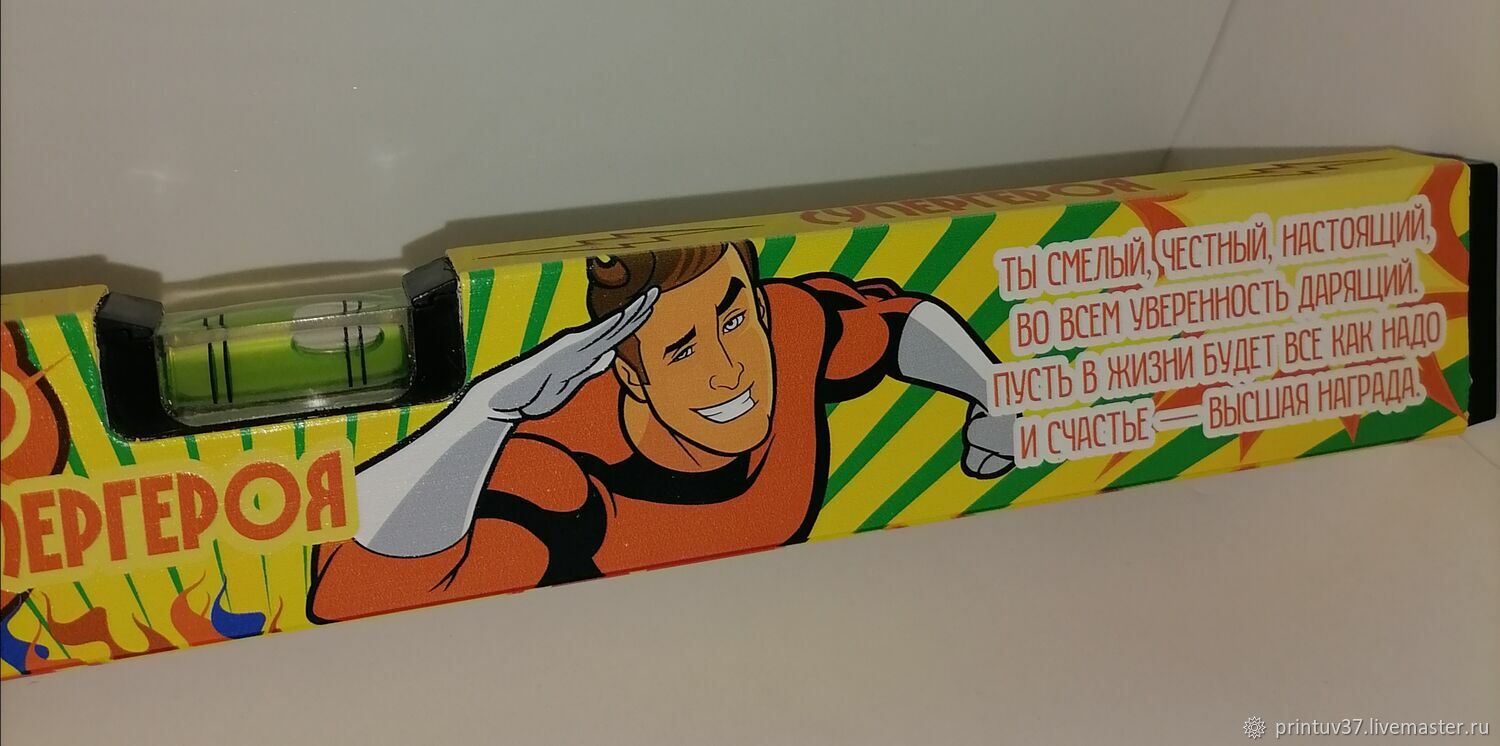 СУПЕРГЕРОЯ
ТЫ СМЕЛЫЙ, ЧЕСТНЫЙ, НАСТОЯЩИЙ,
ВО ВСЕМ УВЕРЕННОСТЬ ДАРЯЩИЙ.
ПУСТЬ В ЖИЗНИ БУДЕТ ВСЕ КАК НАДО
И СЧАСТЬЕ — ВЫСШАЯ НАГРАДА.
ПЕРГЕРОЯ
printuv37.livemaster.ru